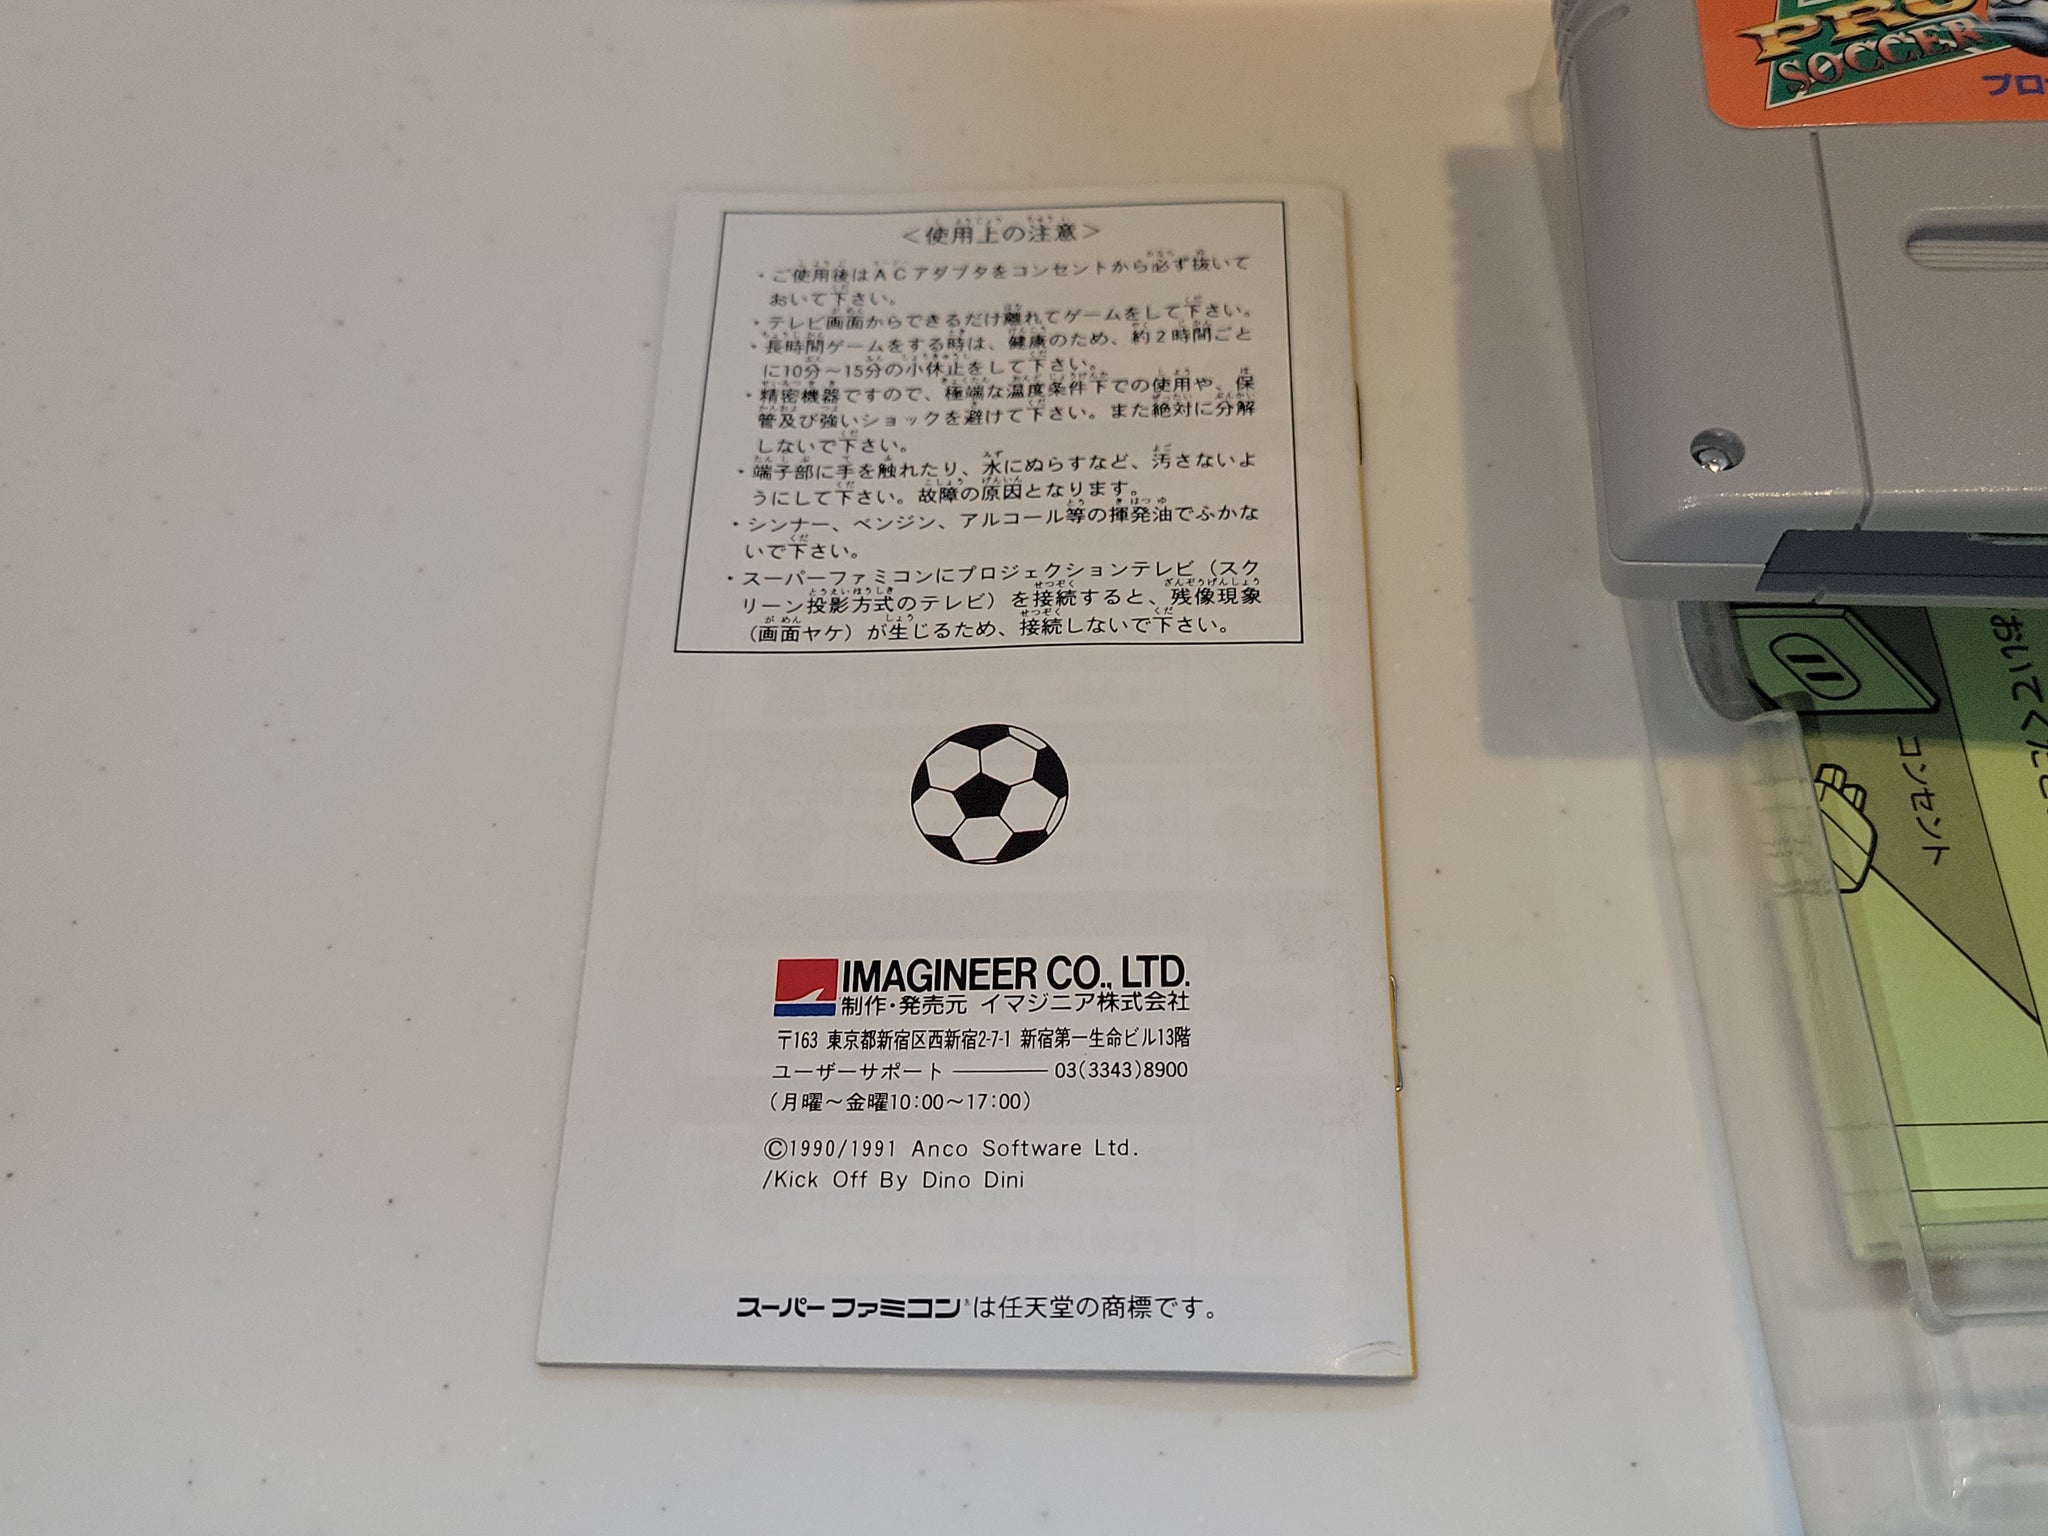 <使用上の注意>
・ご使用後はACアダプタをコンセントから必ず抜いて
おいて下さい。
・テレビ画面からできるだけ離れてゲームをして下さい。
・長時間ゲームをする時は、健康のため、約2時間ごと
に10分～15分の小休止をして下さい。
・精密機器ですので、極端な温度条件下での使用や、保
管及び強いショックを避けて下さい。また絶対に分解
しないで下さい。
・端子部に手を触れたり、水にぬらすなど、汚さないよ
うにして下さい。故障の原因となります。
・シンナー、ベンジン、アルコール等の揮発油でふかな
いで下さい。
・スーパーファミコンにプロジェクションテレビ(スク
リーン投影方式のテレビ)を接続すると、残像現象
(画面ヤケ)が生じるため、接続しないで下さい。
IMAGINEER CO., LTD.
制作・発売元 イマジニア株式会社
〒163 東京都新宿区西新宿2-7-1 新宿第一生命ビル13階
ユーザーサポート ――― 03(3343)8900
(月曜～金曜10:00～17:00)
©1990/1991 Anco Software Ltd.
/Kick Off By Dino Dini
スーパーファミコンは任天堂の商標です。
PRO
SOCCER
プロ
おいてくだ
コンセント